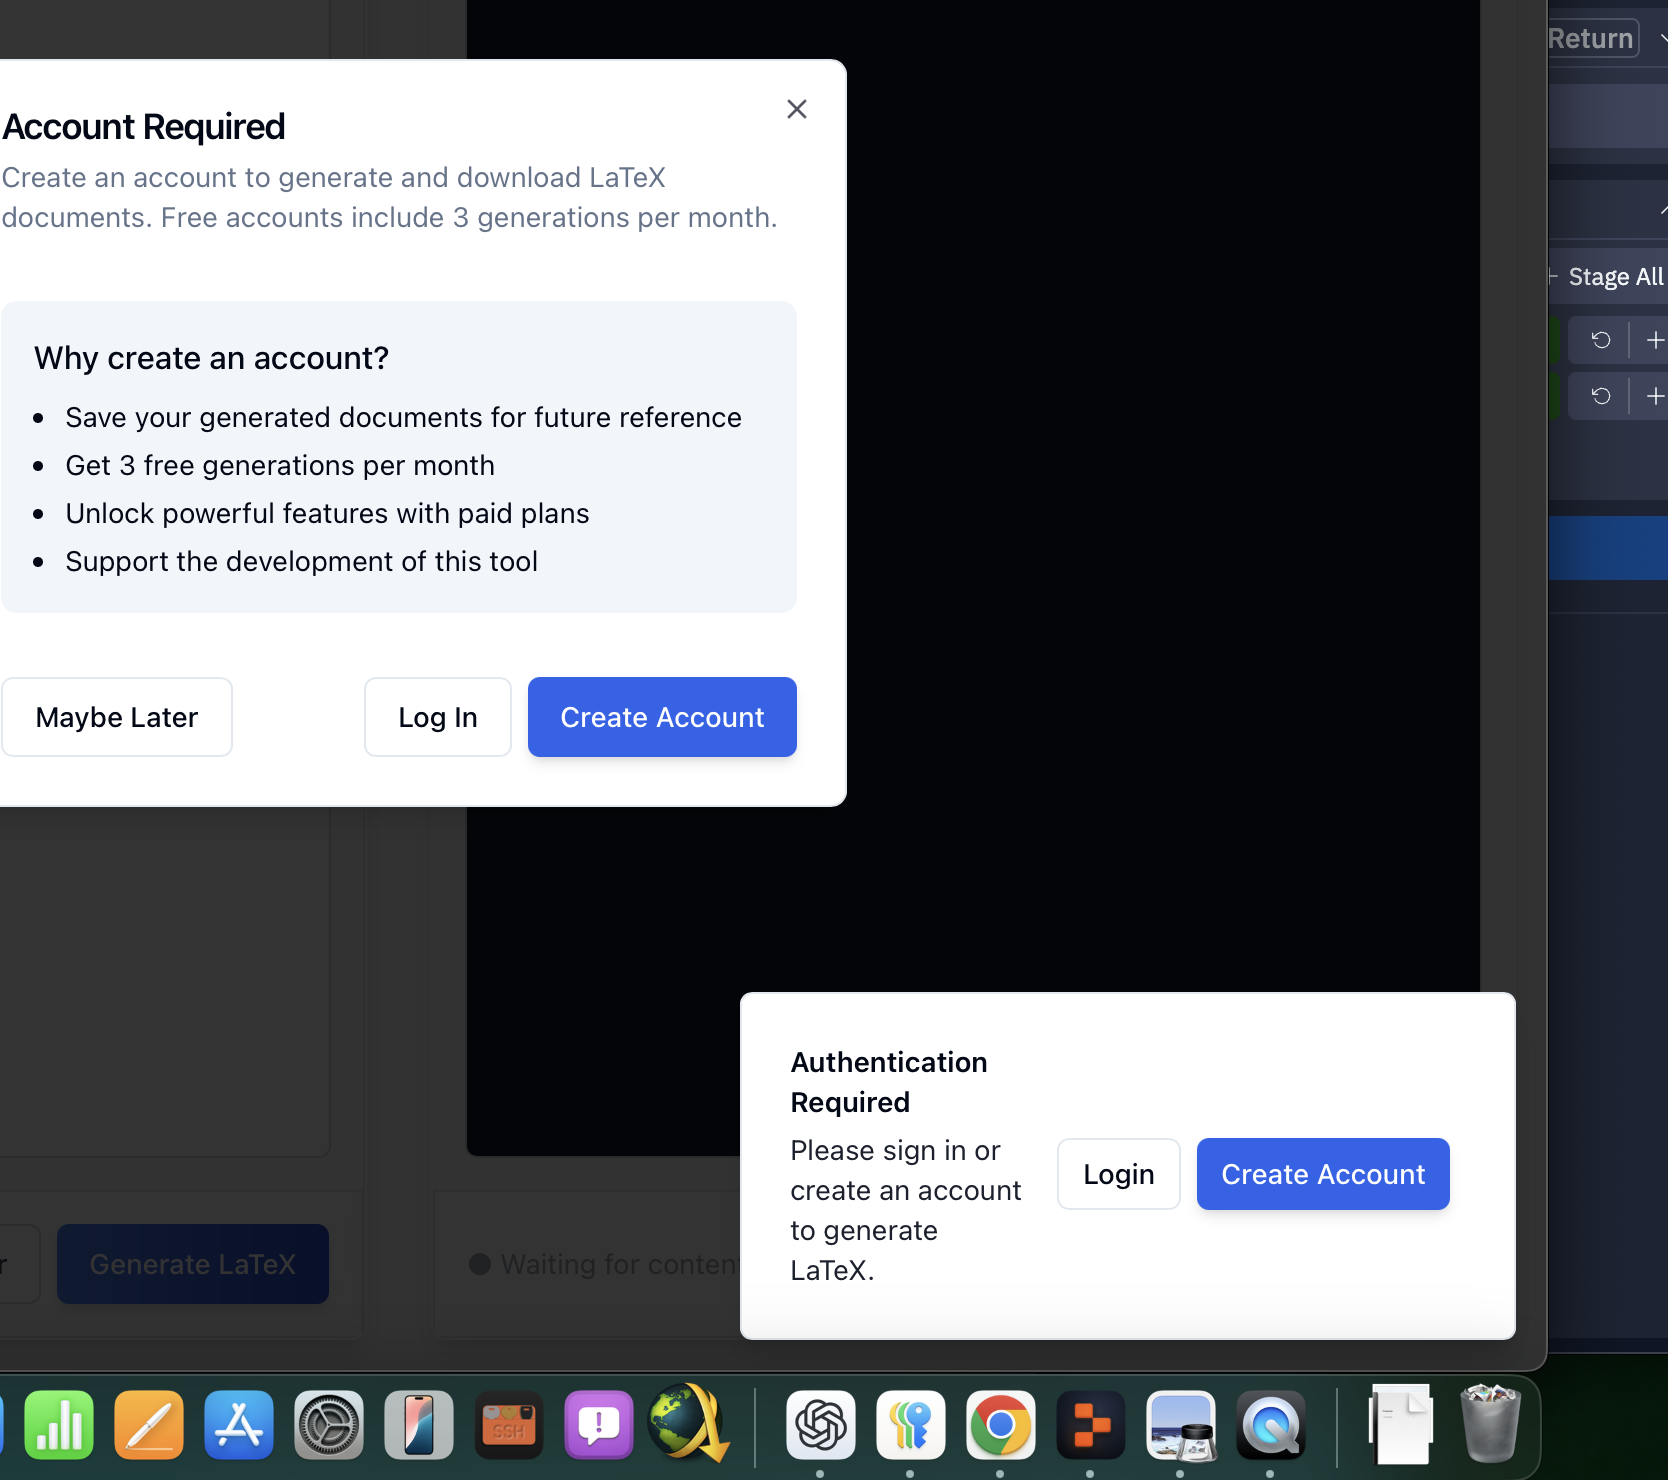 Return
Account Required
Create an account to generate and download LaTeX
documents. Free accounts include 3 generations per month.
Stage All
Why create an account?
Save your generated documents for future reference
Get 3 free generations per month
Unlock powerful features with paid plans
Support the development of this tool
Maybe Later
Log In
Create Account
Authentication
Required
Please sign in or
create an account
to generate
LaTeX.
Login
Create Account
r
Generate LaTeX
Waiting for content
SSH